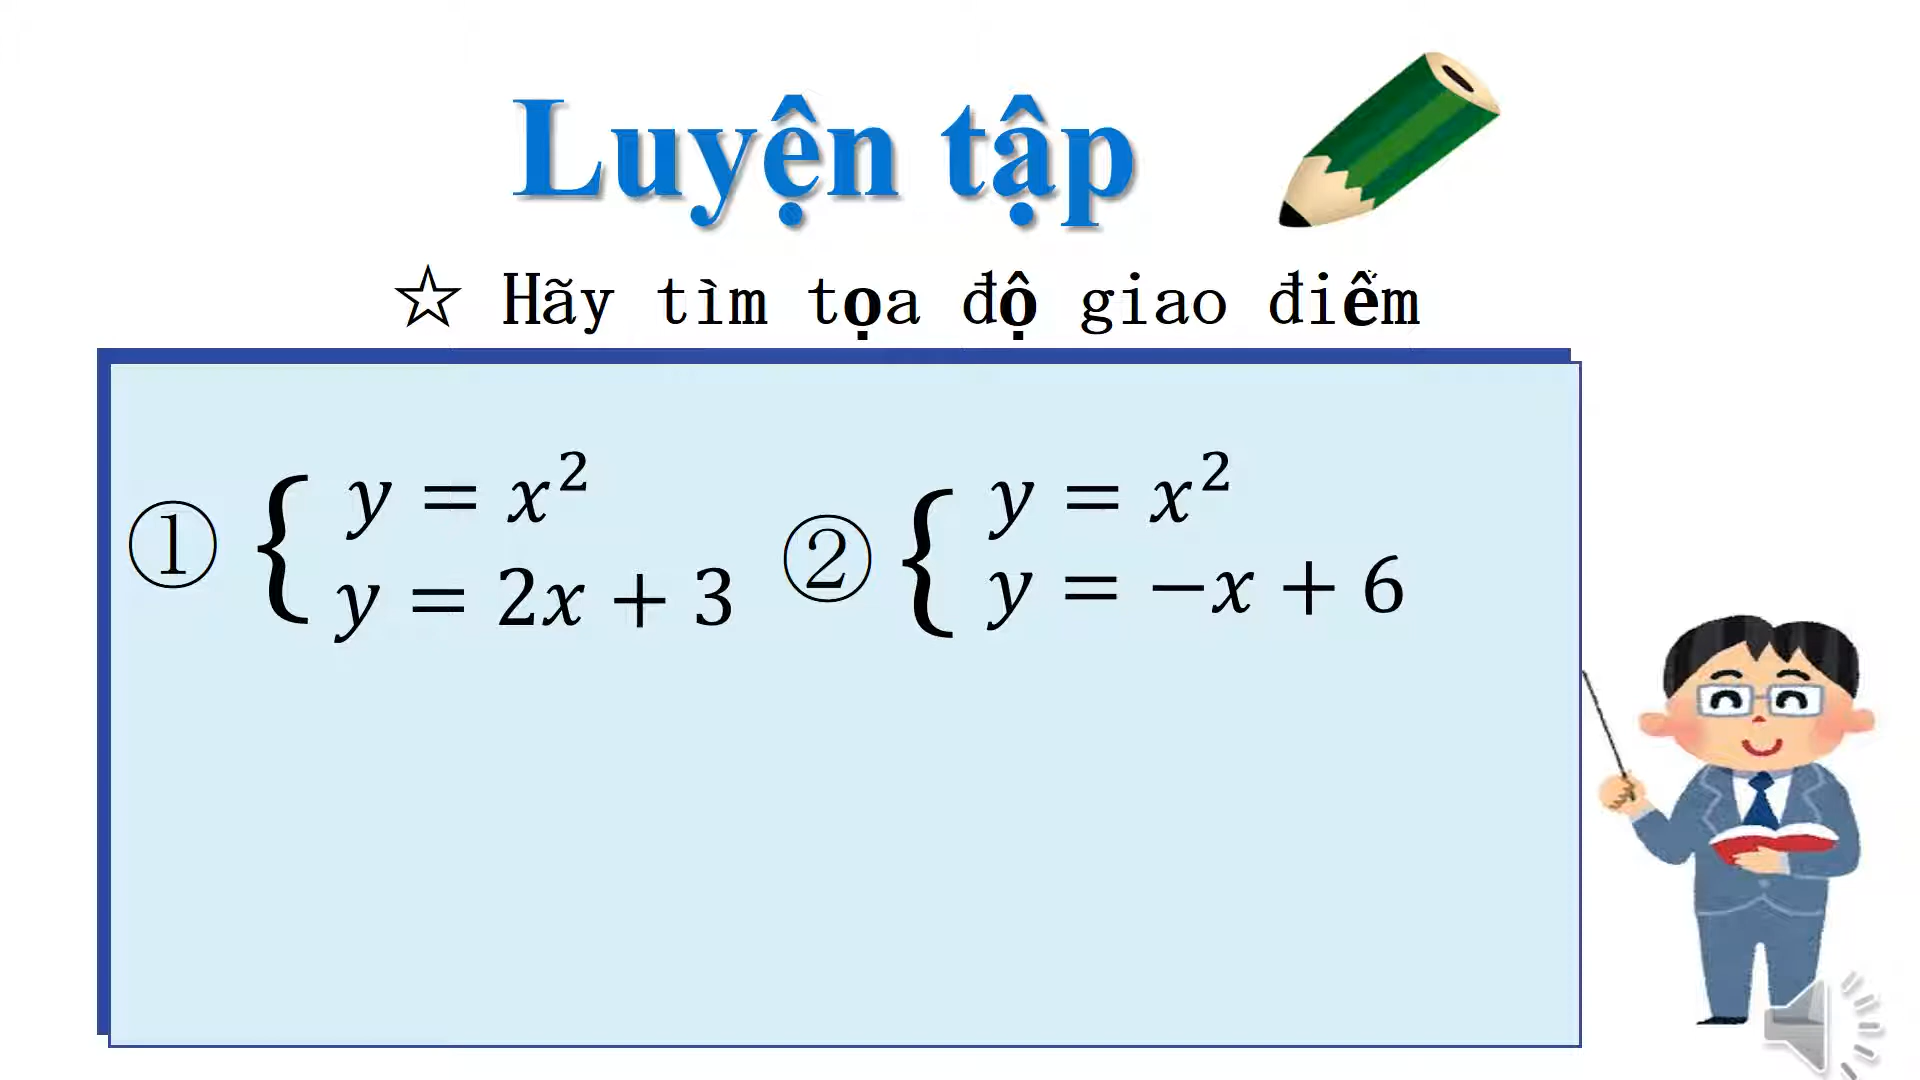 Luyện tập
☆ Hãy tìm tọa độ giao điểm
① { y = x²
y = 2x + 3
② { y = x²
y = −x + 6